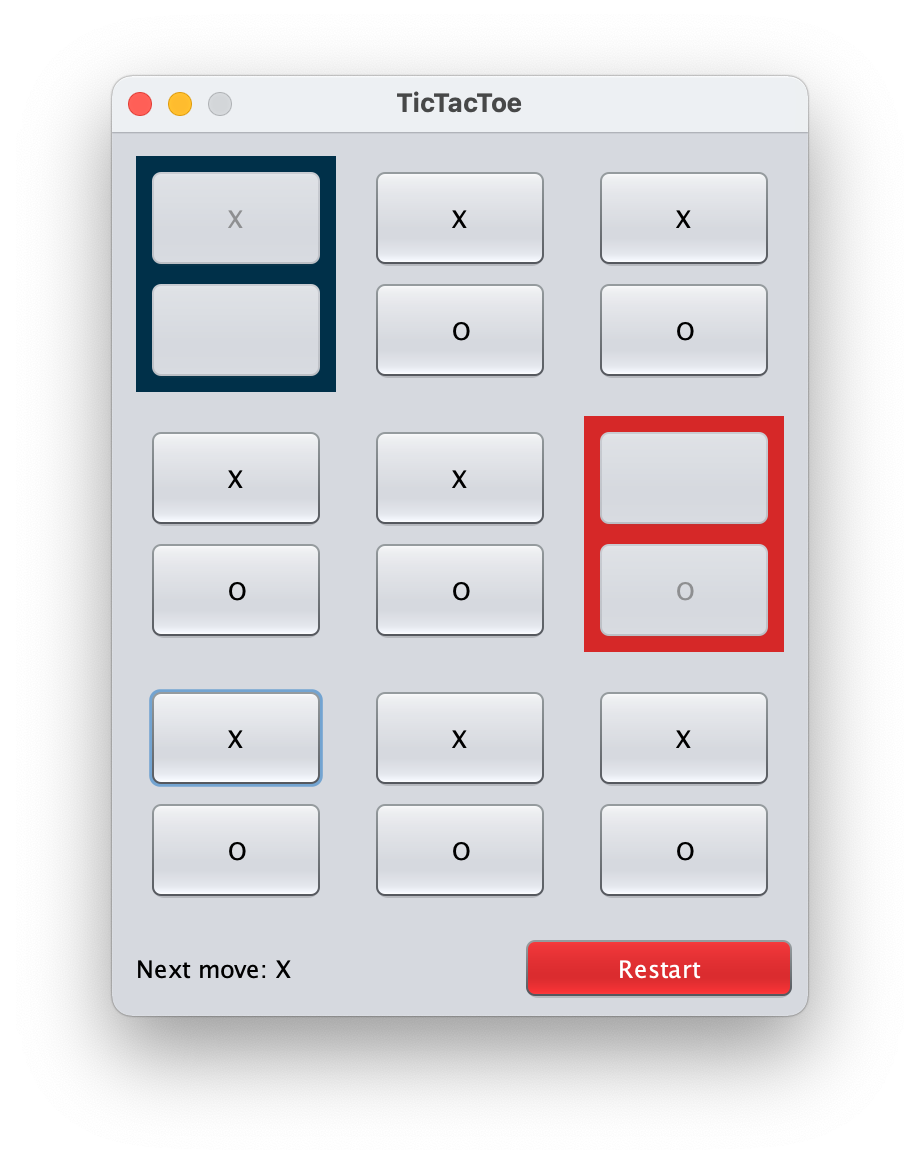 TicTacToe
X X X
O O
X X
O O O
X X X
O O O
Next move: X Restart